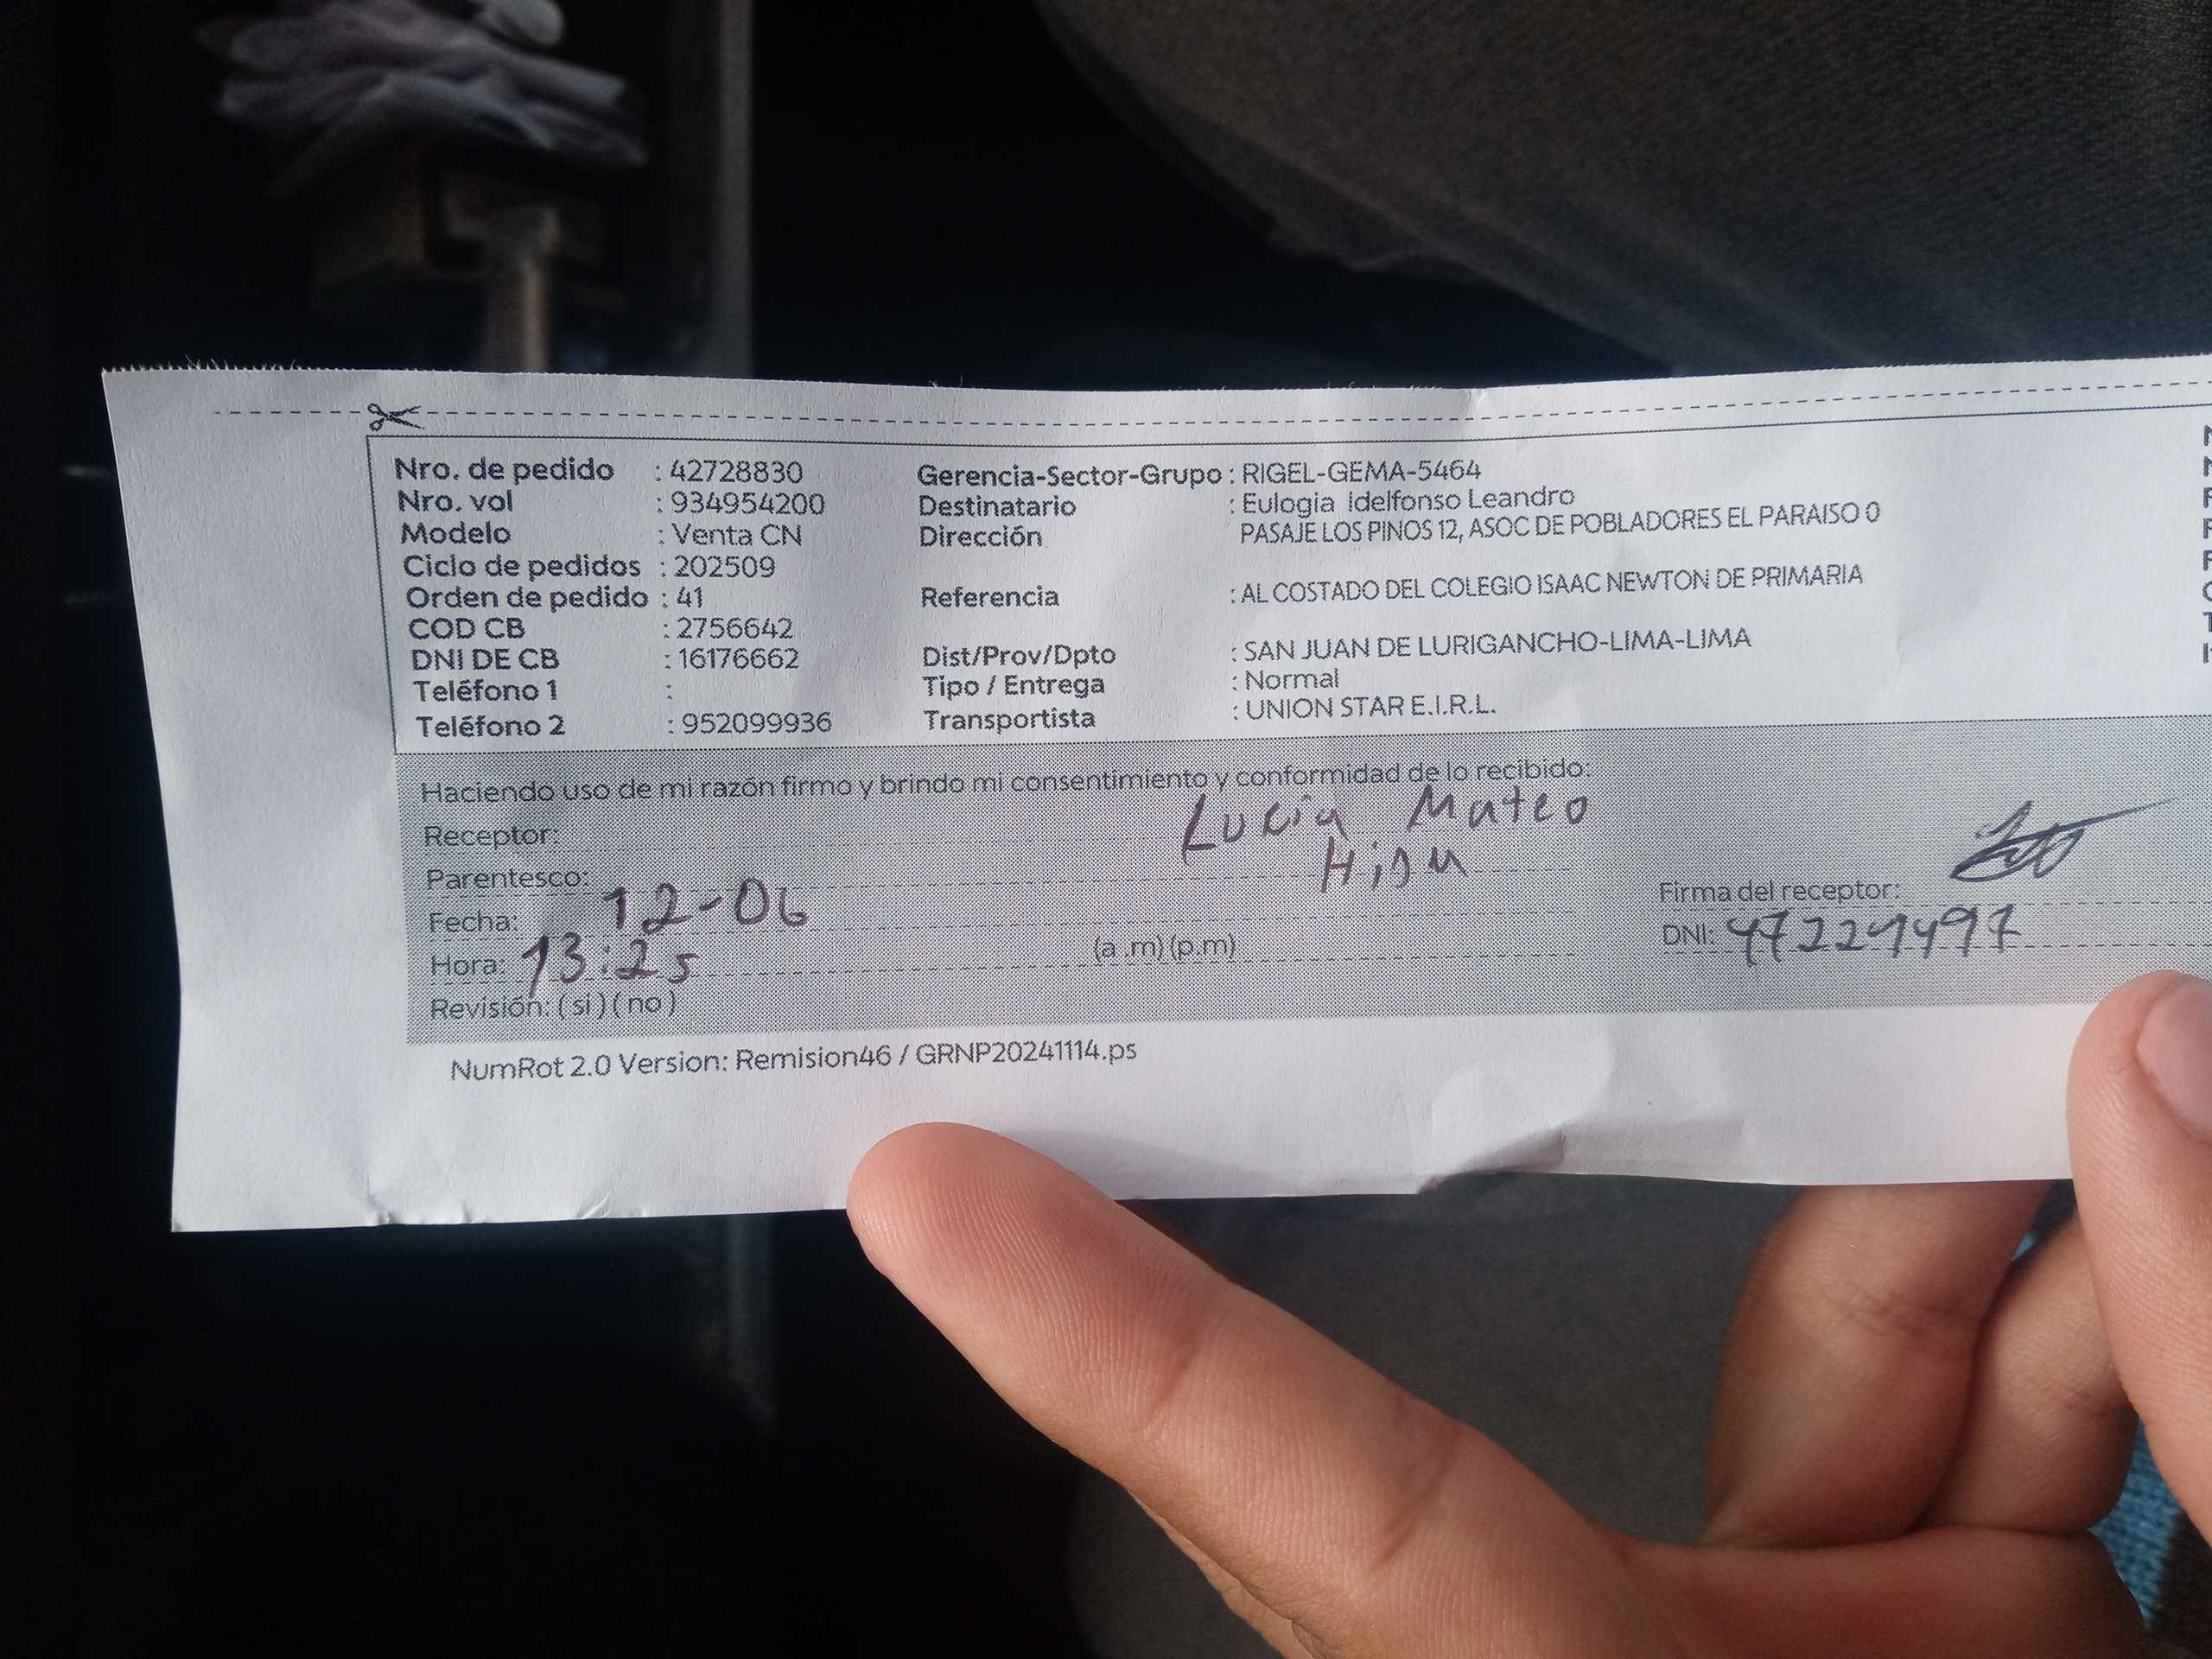 Nro. de pedido : 42728830
Nro. vol : 934954200
Modelo : Venta CN
Ciclo de pedidos : 202509
Orden de pedido : 41
COD CB : 2756642
DNI DE CB : 16176662
Teléfono 1 :
Teléfono 2 : 952099936
Gerencia-Sector-Grupo : RIGEL-GEMA-5464
Destinatario : Eulogia Idelfonso Leandro
Dirección PASAJE LOS PINOS 12, ASOC DE POBLADORES EL PARAISO 0
Referencia : AL COSTADO DEL COLEGIO ISAAC NEWTON DE PRIMARIA
Dist/Prov/Dpto : SAN JUAN DE LURIGANCHO-LIMA-LIMA
Tipo / Entrega : Normal
Transportista : UNION STAR E.I.R.L.
Haciendo uso de mi razón firmo y brindo mi consentimiento y conformidad de lo recibido:
Receptor: Lucia Mateo
Parentesco: Hija
Fecha: 12-06
Hora: 13:25 (a .m) (p.m)
Revisión: ( si ) ( no )
Firma del receptor:
DNI: 47221497
NumRot 2.0 Version: Remision46 / GRNP20241114.ps